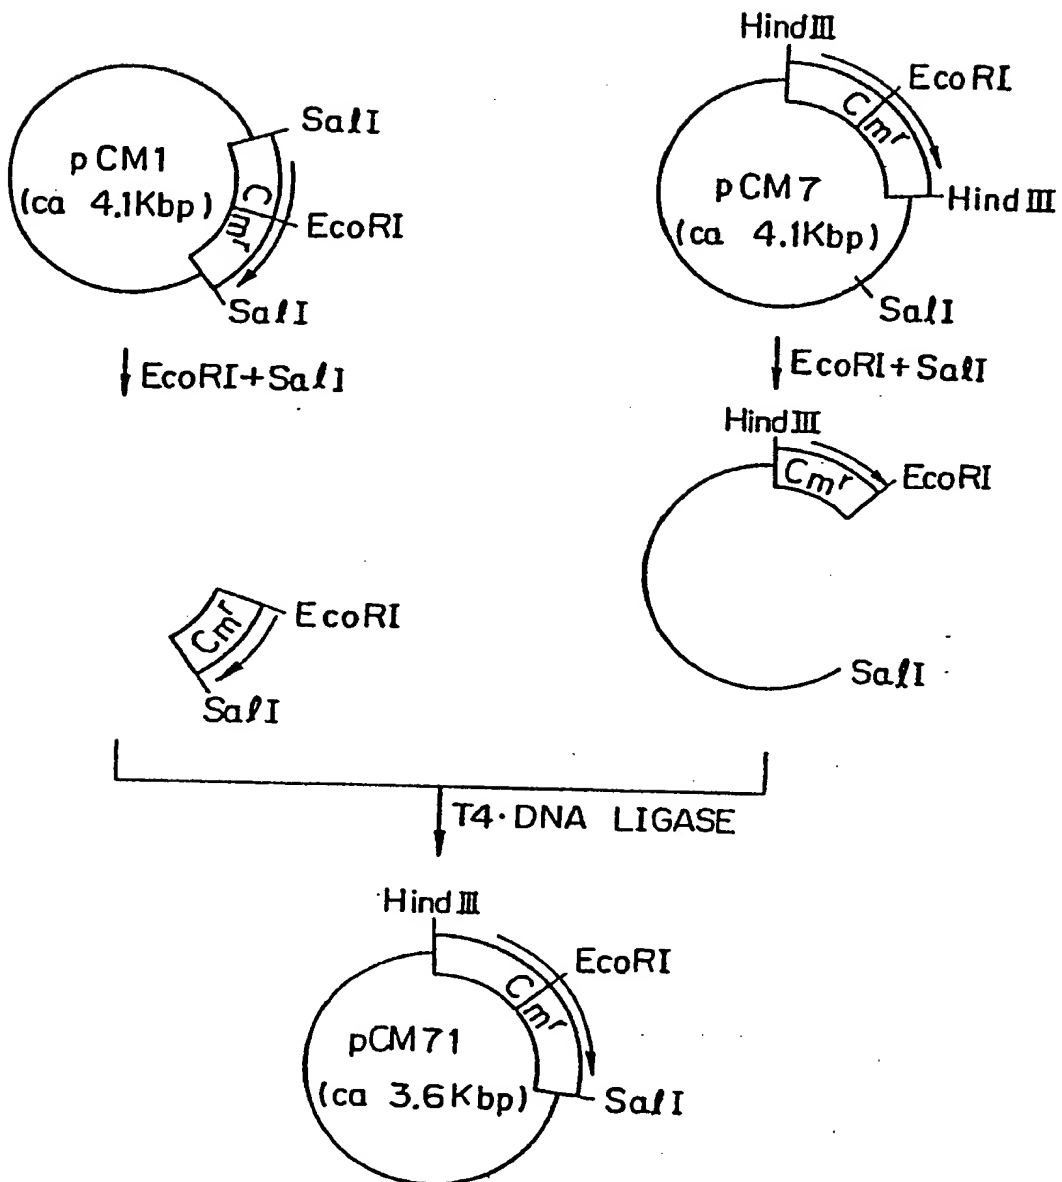 HindIII
EcoRI
SalI
pCM1
(ca 4.1Kbp)
Cmʳ
EcoRI
SalI
pCM7
(ca 4.1Kbp)
Cmʳ
HindIII
SalI
EcoRI+SalI
EcoRI+SalI
HindIII
Cmʳ
EcoRI
Cmʳ
EcoRI
SalI
SalI
T4·DNA LIGASE
HindIII
EcoRI
Cmʳ
pCM71
(ca 3.6Kbp)
SalI